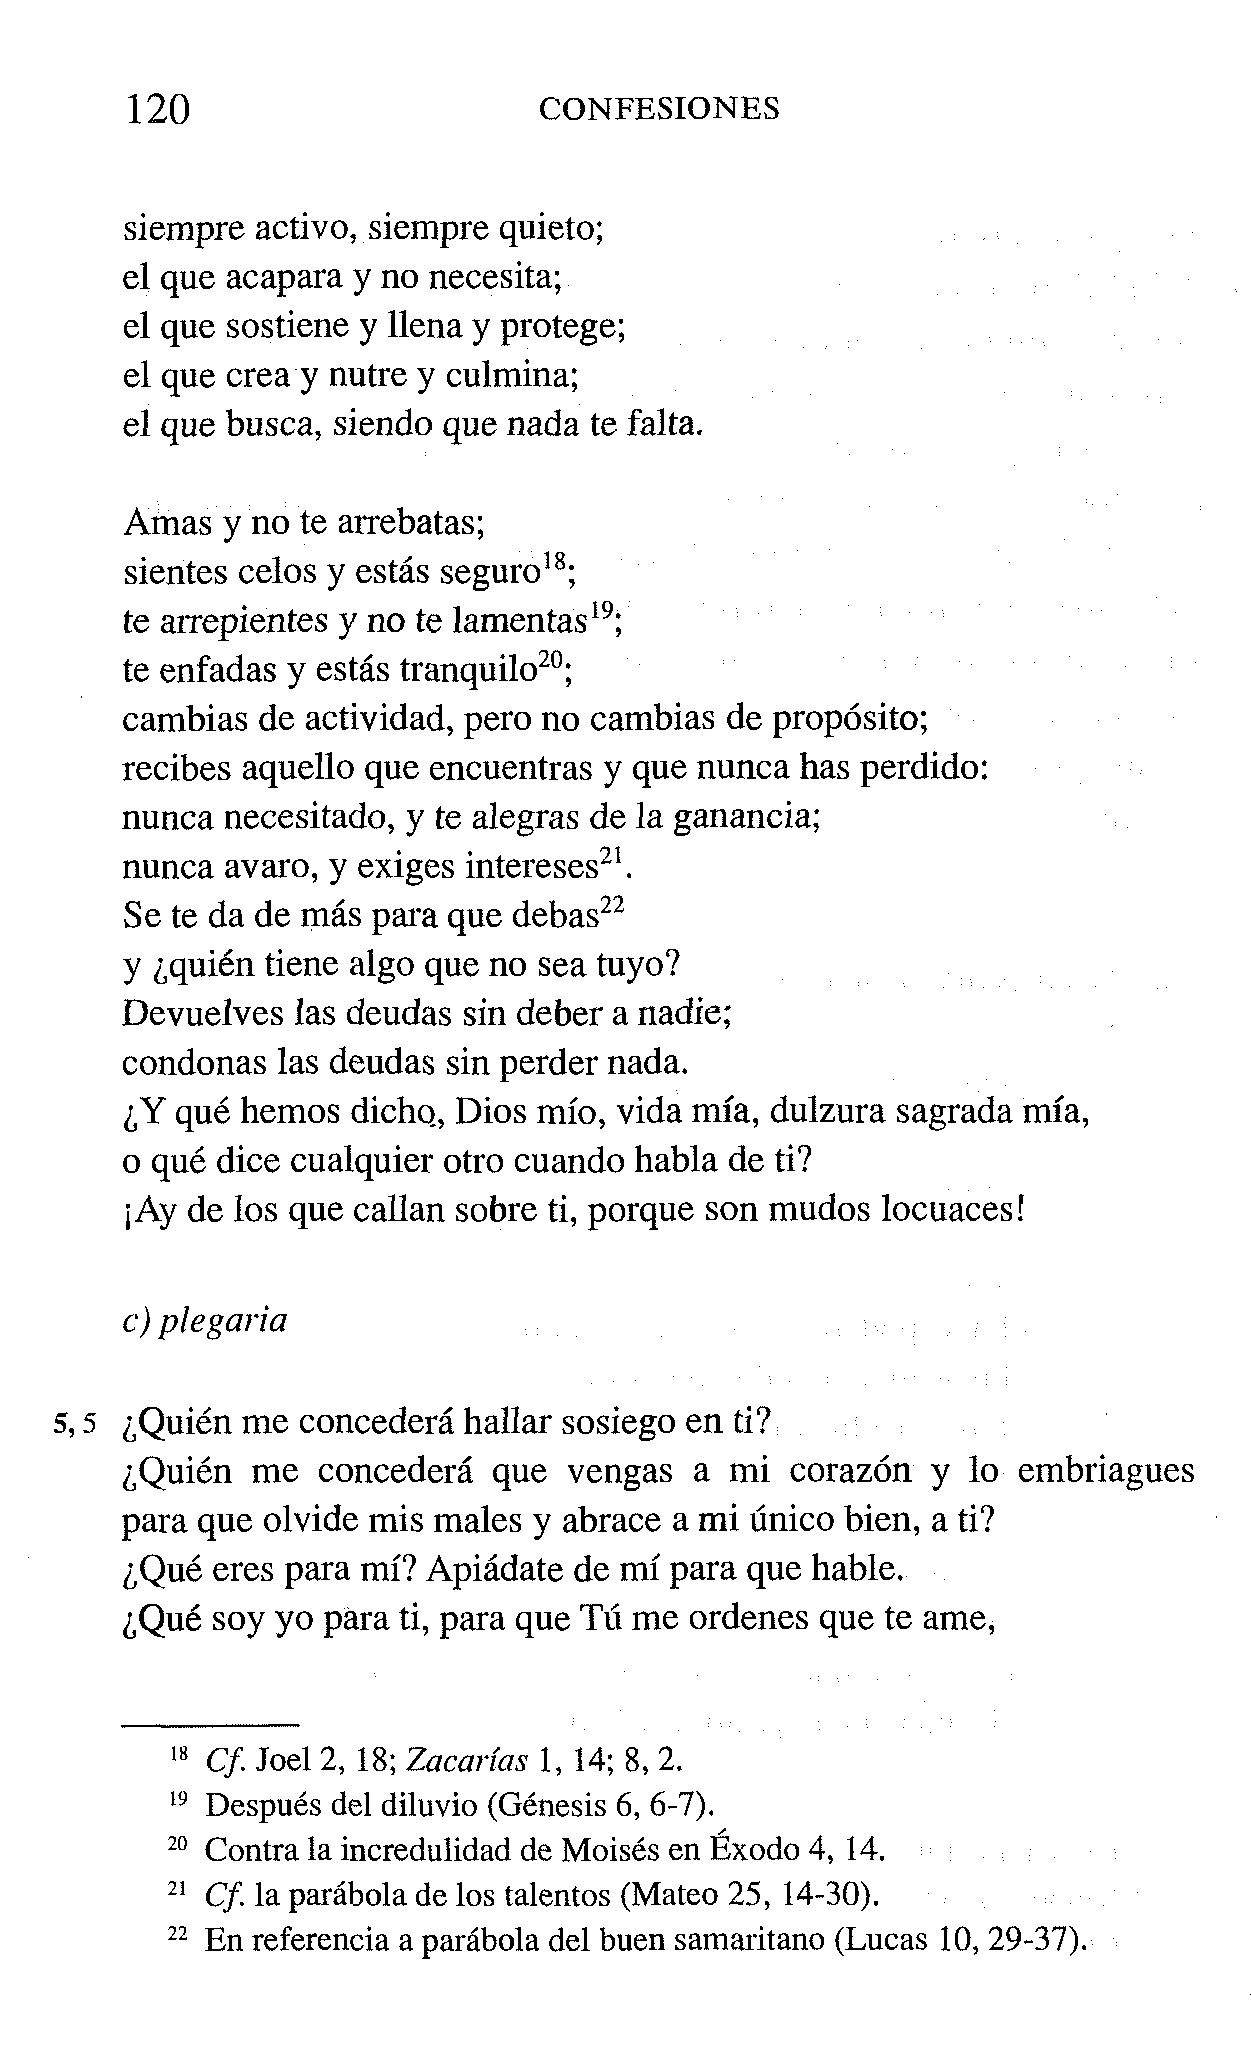 120 CONFESIONES
siempre activo, siempre quieto;
el que acapara y no necesita;
el que sostiene y llena y protege;
el que crea y nutre y culmina;
el que busca, siendo que nada te falta.
Amas y no te arrebatas;
sientes celos y estás seguro¹⁸;
te arrepientes y no te lamentas¹⁹;
te enfadas y estás tranquilo²⁰;
cambias de actividad, pero no cambias de propósito;
recibes aquello que encuentras y que nunca has perdido:
nunca necesitado, y te alegras de la ganancia;
nunca avaro, y exiges intereses²¹.
Se te da de más para que debas²²
y ¿quién tiene algo que no sea tuyo?
Devuelves las deudas sin deber a nadie;
condonas las deudas sin perder nada.
¿Y qué hemos dicho, Dios mío, vida mía, dulzura sagrada mía,
o qué dice cualquier otro cuando habla de ti?
¡Ay de los que callan sobre ti, porque son mudos locuaces!
c) plegaria
5, 5 ¿Quién me concederá hallar sosiego en ti?
¿Quién me concederá que vengas a mi corazón y lo embriagues
para que olvide mis males y abrace a mi único bien, a ti?
¿Qué eres para mí? Apiádate de mí para que hable.
¿Qué soy yo para ti, para que Tú me ordenes que te ame,
¹⁸ Cf. Joel 2, 18; Zacarías 1, 14; 8, 2.
¹⁹ Después del diluvio (Génesis 6, 6-7).
²⁰ Contra la incredulidad de Moisés en Éxodo 4, 14.
²¹ Cf. la parábola de los talentos (Mateo 25, 14-30).
²² En referencia a parábola del buen samaritano (Lucas 10, 29-37).